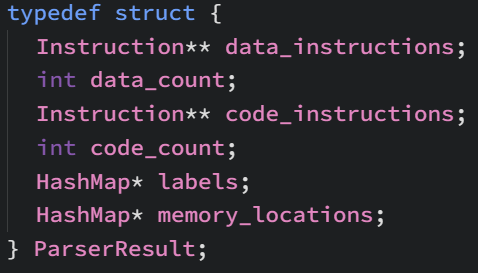 typedef struct {
    Instruction** data_instructions;
    int data_count;
    Instruction** code_instructions;
    int code_count;
    HashMap* labels;
    HashMap* memory_locations;
} ParserResult;